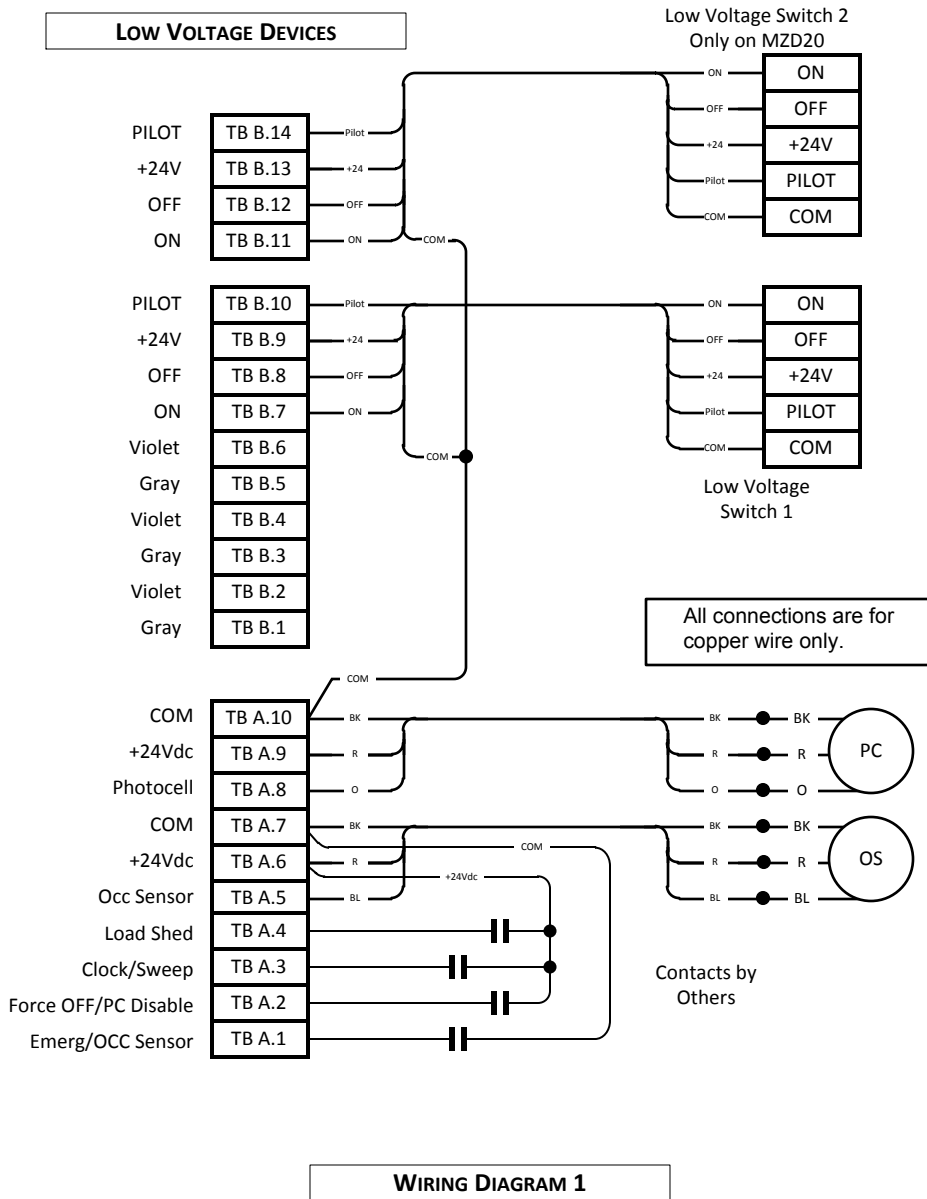 LOW VOLTAGE DEVICES
Low Voltage Switch 2
Only on MZD20
PILOT TB B.14 Pilot
+24V TB B.13 +24
OFF TB B.12 OFF
ON TB B.11 ON
COM
ON ON
OFF OFF
+24 +24V
Pilot PILOT
COM COM
PILOT TB B.10 Pilot
+24V TB B.9 +24
OFF TB B.8 OFF
ON TB B.7 ON
Violet TB B.6
COM
Gray TB B.5
Violet TB B.4
Gray TB B.3
Violet TB B.2
Gray TB B.1
ON ON
OFF OFF
+24 +24V
Pilot PILOT
COM COM
Low Voltage
Switch 1
All connections are for
copper wire only.
COM
COM TB A.10 BK BK BK
+24Vdc TB A.9 R R R PC
Photocell TB A.8 O O O
COM TB A.7 BK BK BK
COM
+24Vdc TB A.6 R R R OS
+24Vdc
Occ Sensor TB A.5 BL BL BL
Load Shed TB A.4
Clock/Sweep TB A.3
Force OFF/PC Disable TB A.2
Emerg/OCC Sensor TB A.1
Contacts by
Others
WIRING DIAGRAM 1